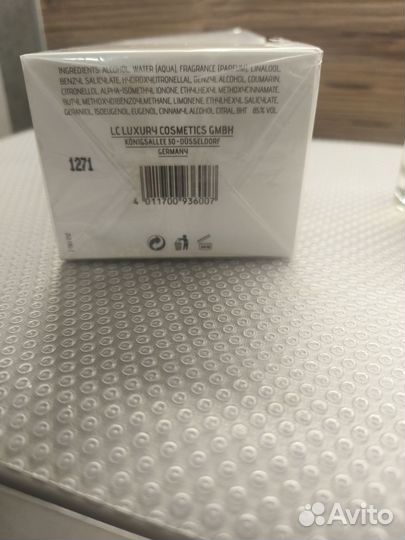 INGREDIENTS: ALCOHOL, WATER (AQUA), FRAGRANCE (PARFUM), LINALOOL,
BENZYL SALICYLATE, HYDROXYCITRONELLAL, BENZYL ALCOHOL, COUMARIN,
CITRONELLOL, ALPHA-ISOMETHYL IONONE, ETHYLHEXYL METHOXYCINNAMATE,
BUTYL METHOXYDIBENZOYLMETHANE, LIMONENE, ETHYLHEXYL SALICYLATE,
GERANIOL, ISOEUGENOL, EUGENOL, CINNAMYL ALCOHOL, CITRAL, BHT 85% VOL.
LC LUXURY COSMETICS GMBH
KÖNIGSALLEE 30 - DÜSSELDORF
GERMANY
1271
4 011700 936007
Avito